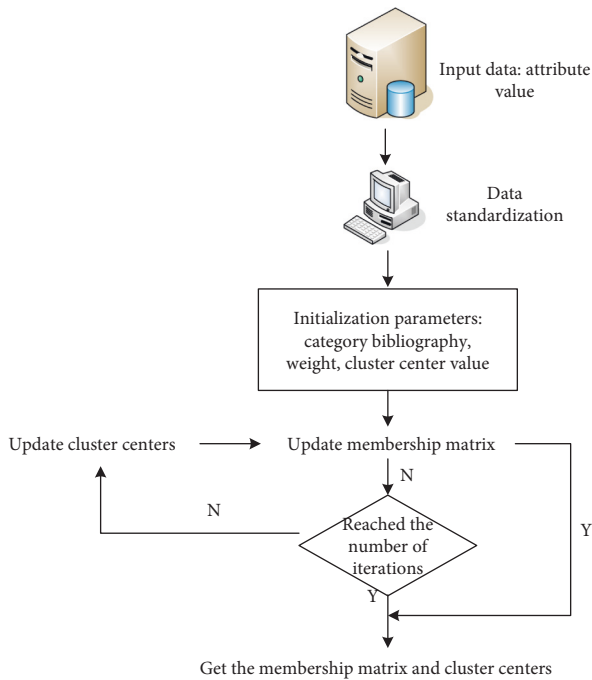 Input data: attribute
value
Data
standardization
Initialization parameters:
category bibliography,
weight, cluster center value
Update cluster centers
Update membership matrix
N
N
Reached the
number of
iterations
Y
Y
Get the membership matrix and cluster centers